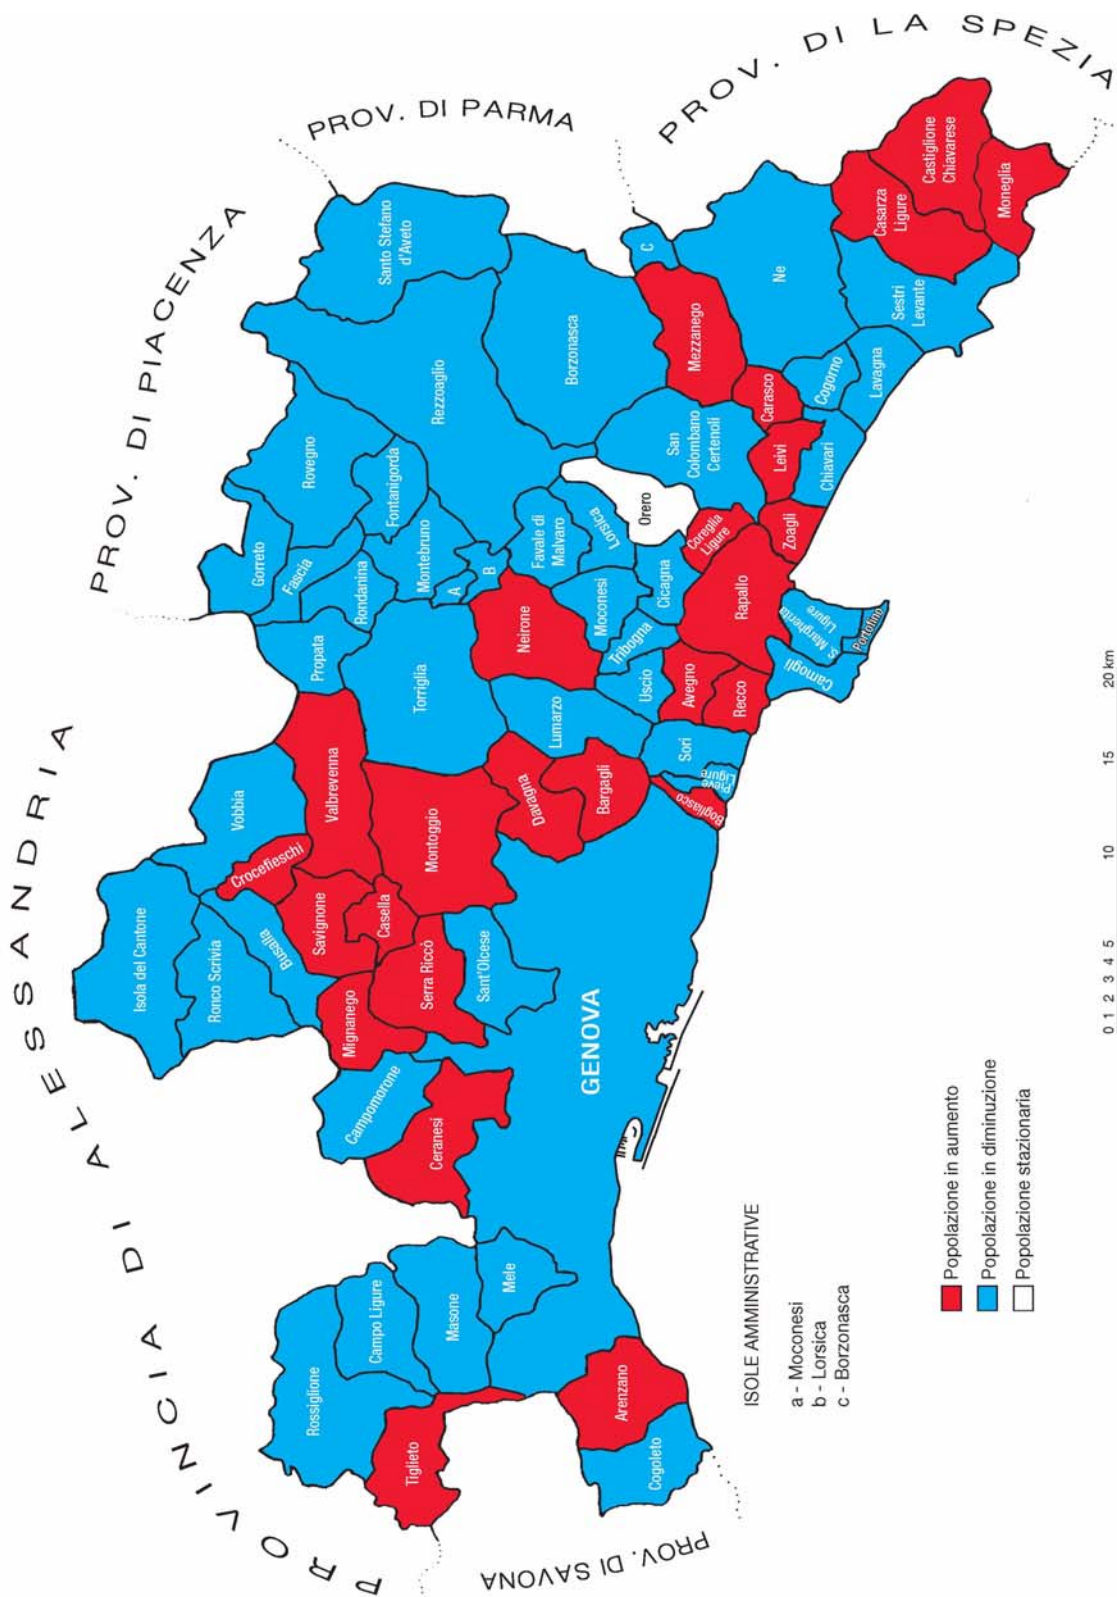 PROVINCIA DI ALESSANDRIA
PROV. DI PIACENZA
PROV. DI PARMA
PROV. DI LA SPEZIA
PROV. DI SAVONA
Isola del Cantone
Ronco Scrivia
Vobbia
Crocefieschi
Busalla
Savignone
Valbrevenna
Casella
Montoggio
Mignanego
Serra Riccò
Sant'Olcese
Campomorone
Ceranesi
Rossiglione
Campo Ligure
Masone
Mele
Tiglieto
Arenzano
Cogoleto
GENOVA
Propata
Torriglia
Gorreto
Fascia
Rondanina
Rovegno
Fontanigorda
Montebruno
A
B
Santo Stefano
d'Aveto
Rezzoaglio
Borzonasca
C
Davagna
Bargagli
Lumarzo
Neirone
Favale di
Malvaro
Lorsica
Orero
Moconesi
Cicagna
Tribogna
Uscio
Avegno
Recco
Sori
Pieve
Ligure
Bogliasco
Rapallo
Coreglia
Ligure
Zoagli
Camogli
S. Margherita
Ligure
Portofino
San
Colombano
Certenoli
Mezzanego
Carasco
Leivi
Chiavari
Cogorno
Lavagna
Ne
Sestri
Levante
Casarza
Ligure
Castiglione
Chiavarese
Moneglia
ISOLE AMMINISTRATIVE
a - Moconesi
b - Lorsica
c - Borzonasca
Popolazione in aumento
Popolazione in diminuzione
Popolazione stazionaria
0 1 2 3 4 5 10 15 20 km